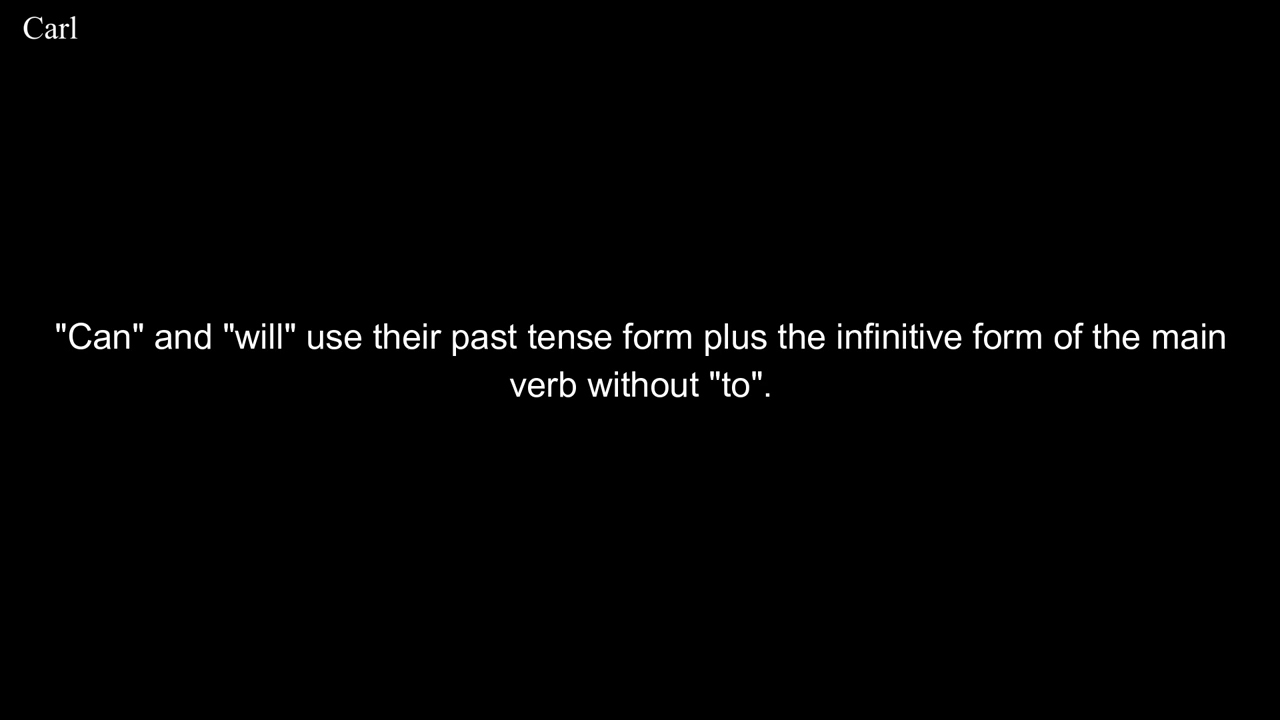 Carl
"Can" and "will" use their past tense form plus the infinitive form of the main
verb without "to".